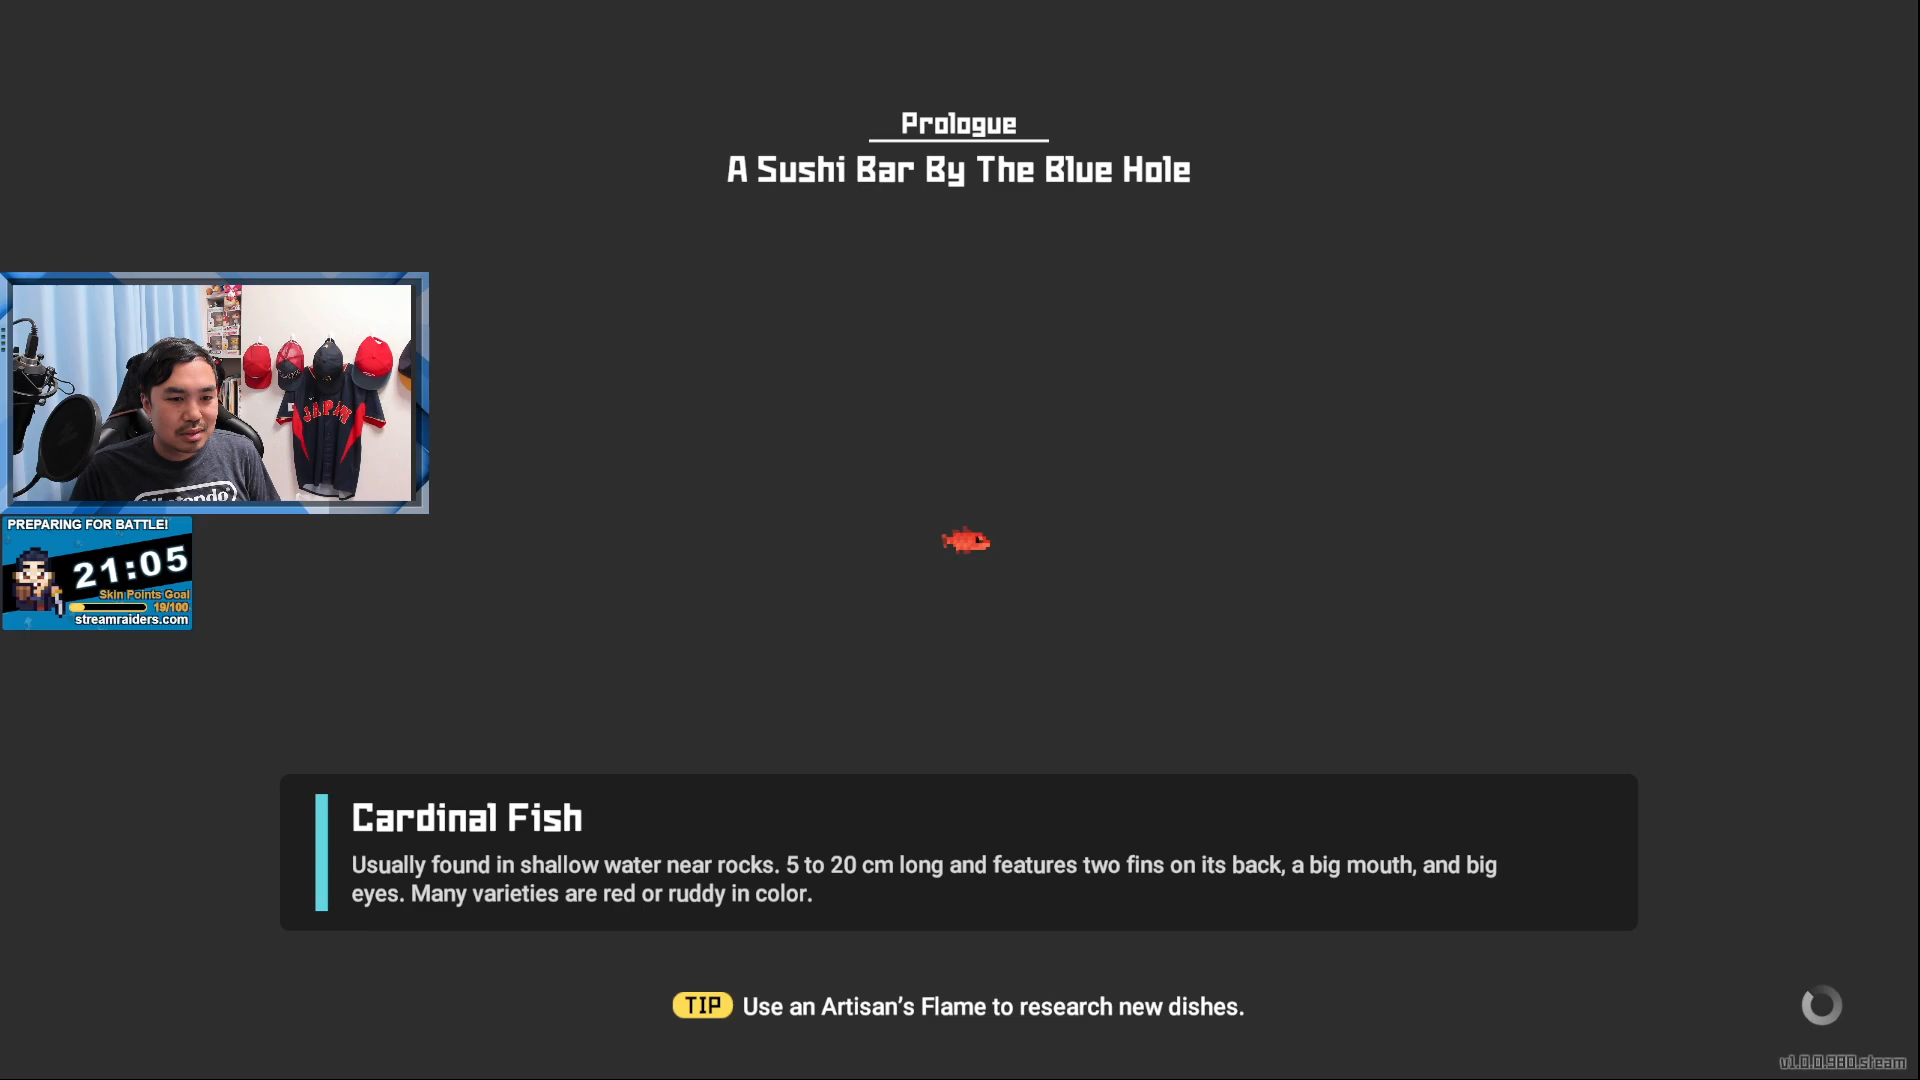 Prologue
A Sushi Bar By The Blue Hole
JAPAN
Nintendo
PREPARING FOR BATTLE!
21:05
Skin Points Goal
19/100
streamraiders.com
Cardinal Fish
Usually found in shallow water near rocks. 5 to 20 cm long and features two fins on its back, a big mouth, and big
eyes. Many varieties are red or ruddy in color.
TIP Use an Artisan's Flame to research new dishes.
v1.0.0.980.steam